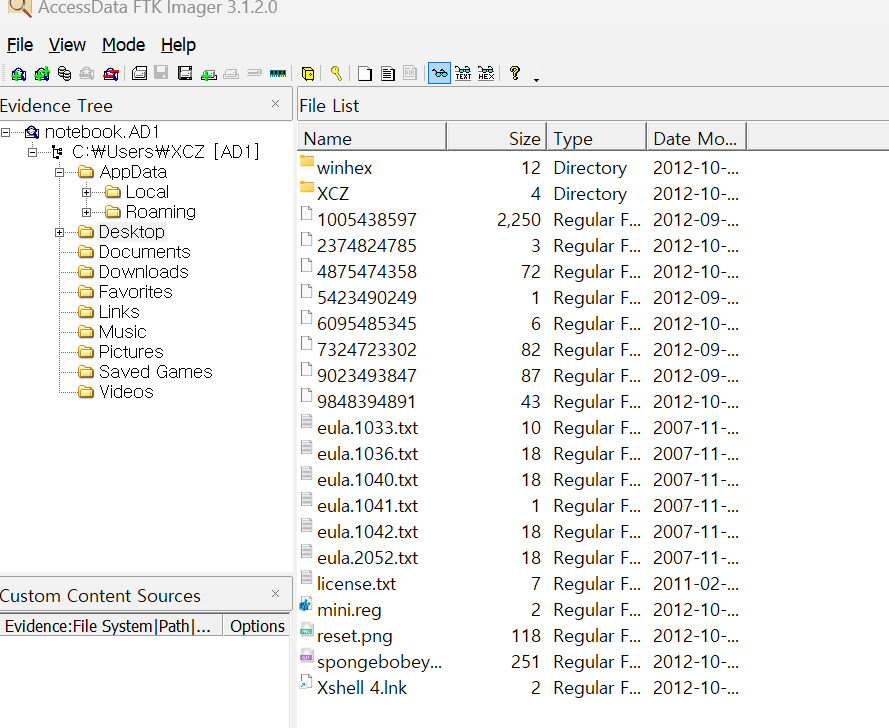 AccessData FTK Imager 3.1.2.0
File View Mode Help
TEXT HEX ?
Evidence Tree ×
notebook.AD1
C:₩Users₩XCZ [AD1]
AppData
Local
Roaming
Desktop
Documents
Downloads
Favorites
Links
Music
Pictures
Saved Games
Videos
Custom Content Sources ×
Evidence:File System|Path|... Options
File List
Name Size Type Date Mo...
winhex 12 Directory 2012-10-...
XCZ 4 Directory 2012-10-...
1005438597 2,250 Regular F... 2012-09-...
2374824785 3 Regular F... 2012-10-...
4875474358 72 Regular F... 2012-10-...
5423490249 1 Regular F... 2012-09-...
6095485345 6 Regular F... 2012-10-...
7324723302 82 Regular F... 2012-09-...
9023493847 87 Regular F... 2012-09-...
9848394891 43 Regular F... 2012-10-...
eula.1033.txt 10 Regular F... 2007-11-...
eula.1036.txt 18 Regular F... 2007-11-...
eula.1040.txt 18 Regular F... 2007-11-...
eula.1041.txt 1 Regular F... 2007-11-...
eula.1042.txt 18 Regular F... 2007-11-...
eula.2052.txt 18 Regular F... 2007-11-...
license.txt 7 Regular F... 2011-02-...
mini.reg 2 Regular F... 2012-10-...
reset.png 118 Regular F... 2012-10-...
spongebobey... 251 Regular F... 2012-10-...
Xshell 4.lnk 2 Regular F... 2012-10-...